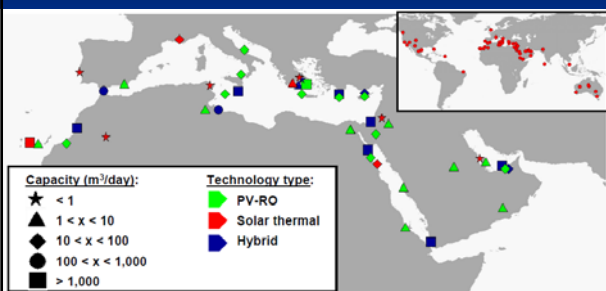 Capacity (m³/day):
< 1
1 < x < 10
10 < x < 100
100 < x < 1,000
> 1,000
Technology type:
PV-RO
Solar thermal
Hybrid